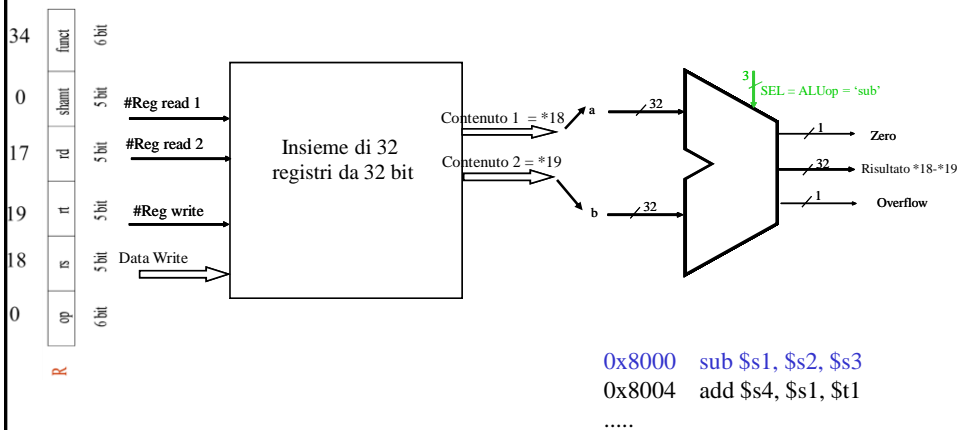 34 funct 6 bit
0 shamt 5 bit
17 rd 5 bit
19 rt 5 bit
18 rs 5 bit
0 op 6 bit
R
#Reg read 1
#Reg read 2
#Reg write
Data Write
Insieme di 32
registri da 32 bit
Contenuto 1 = *18
Contenuto 2 = *19
a
32
b
32
3
SEL = ALUop = ‘sub’
1
Zero
32
Risultato *18-*19
1
Overflow
0x8000 sub $s1, $s2, $s3
0x8004 add $s4, $s1, $t1
.....